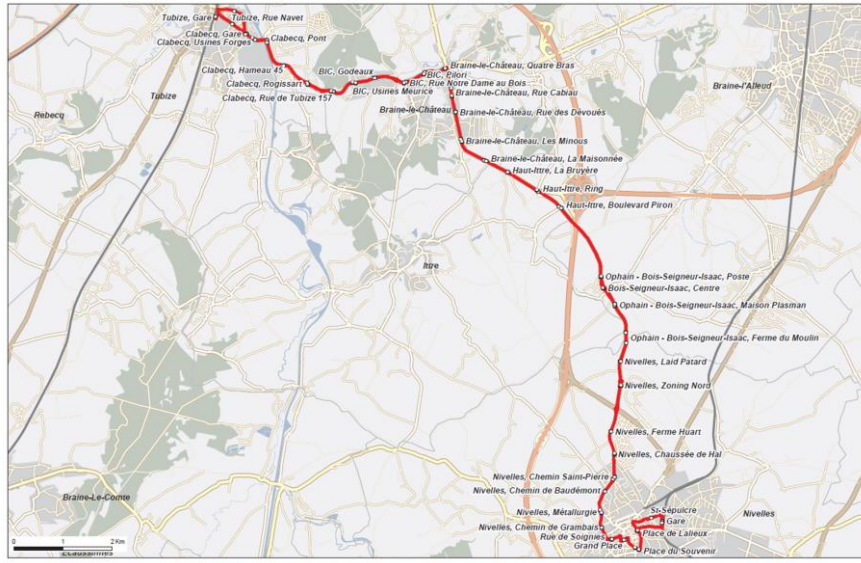 Tubize, Gare
Tubize, Rue Navet
Clabecq, Gare
Clabecq, Pont
Clabecq, Usines Forges
Clabecq, Hameau 45
Clabecq, Rogissart
Clabecq, Rue de Tubize 157
BlC, Godeaux
BlC, Usines Meurice
BlC, Rue Notre Dame au Bois
BlC, Pilori
Braine-le-Château, Quatre Bras
Braine-le-Château, Rue Cabiau
Braine-le-Château
Braine-le-Château, Rue des Dévoués
Braine-le-Château, Les Minous
Braine-le-Château, La Maisonnée
Haut-Ittre, La Bruyère
Haut-Ittre, Ring
Haut-Ittre, Boulevard Piron
Tubize
Rebecq
Braine-l'Alleud
Ittre
Ophain - Bois-Seigneur-Isaac, Poste
Bois-Seigneur-Isaac, Centre
Ophain - Bois-Seigneur-Isaac, Maison Plasman
Ophain - Bois-Seigneur-Isaac, Ferme du Moulin
Nivelles, Laid Patard
Nivelles, Zoning Nord
Nivelles, Ferme Huart
Nivelles, Chaussée de Hal
Nivelles, Chemin Saint-Pierre
Nivelles, Chemin de Baudémont
Nivelles, Métallurgie
Nivelles, Chemin de Grambais
Rue de Soignies
Grand Place
St-Sépulcre
Gare
Place de Lalieux
Place du Souvenir
Nivelles
Braine-Le-Comte
0 1 2 Km
Ecaussinnes